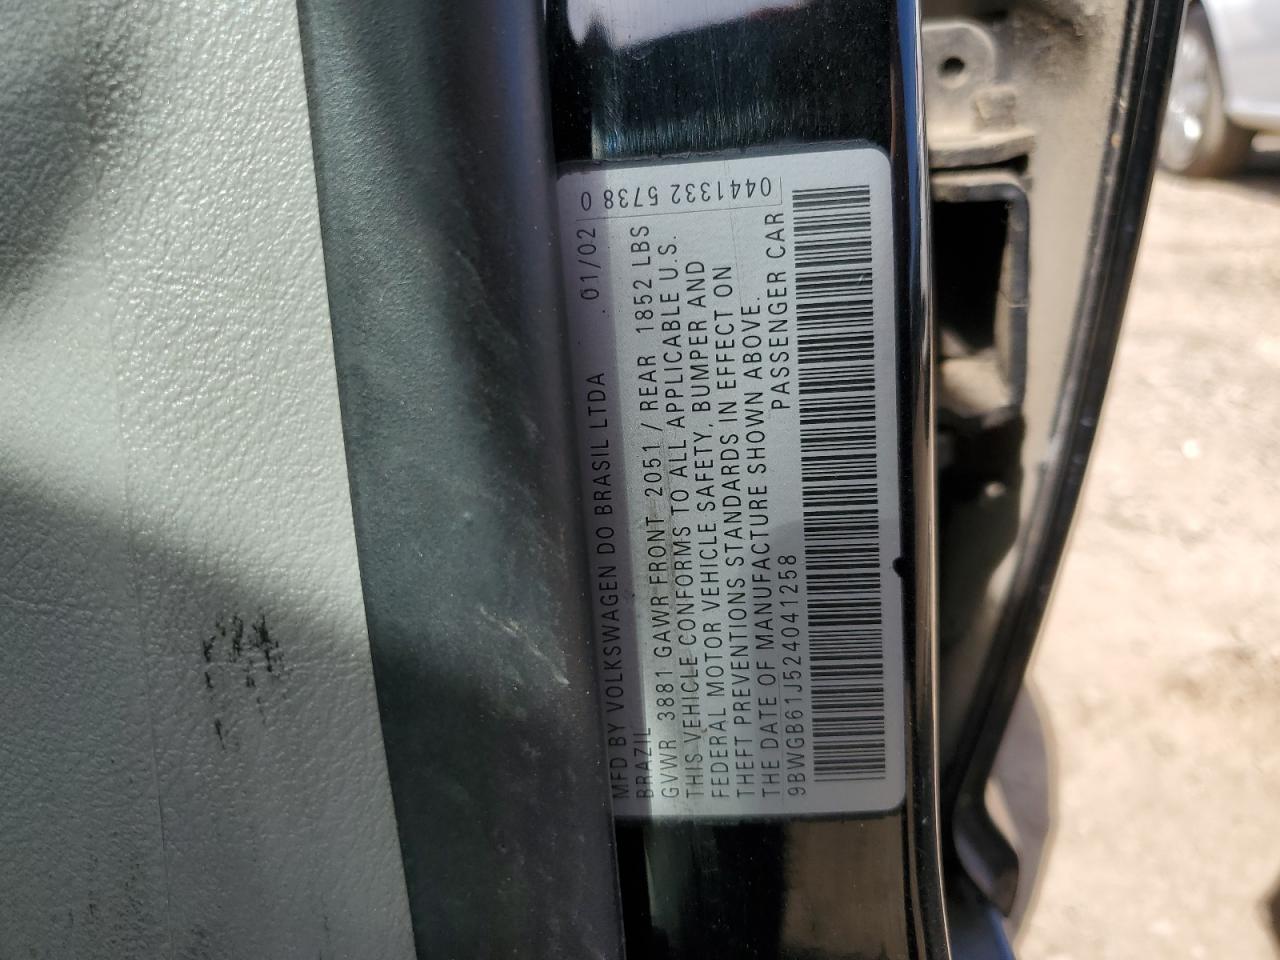 MFD BY VOLKSWAGEN DO BRASIL LTDA 01/02
BRAZIL
GVWR 3881 GAWR FRONT 2051 / REAR 1852 LBS
THIS VEHICLE CONFORMS TO ALL APPLICABLE U.S.
FEDERAL MOTOR VEHICLE SAFETY, BUMPER AND
THEFT PREVENTIONS STANDARDS IN EFFECT ON
THE DATE OF MANUFACTURE SHOWN ABOVE.
9BWGB61J524041258 PASSENGER CAR
0441332 5738 0